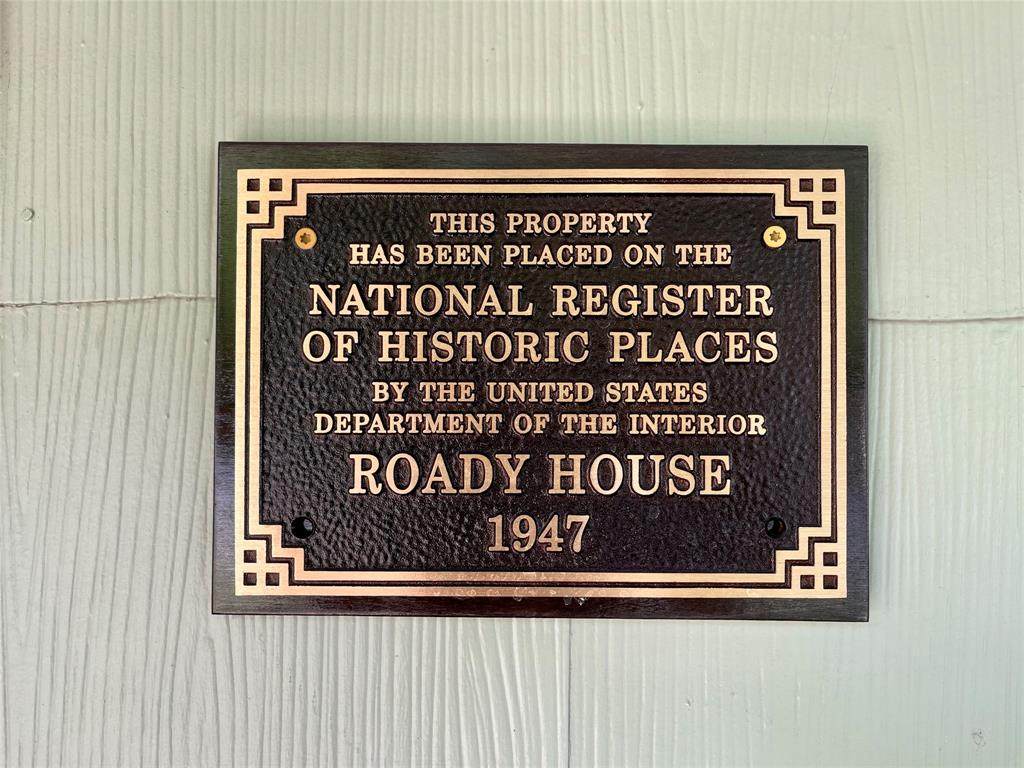 THIS PROPERTY
HAS BEEN PLACED ON THE
NATIONAL REGISTER
OF HISTORIC PLACES
BY THE UNITED STATES
DEPARTMENT OF THE INTERIOR
ROADY HOUSE
1947